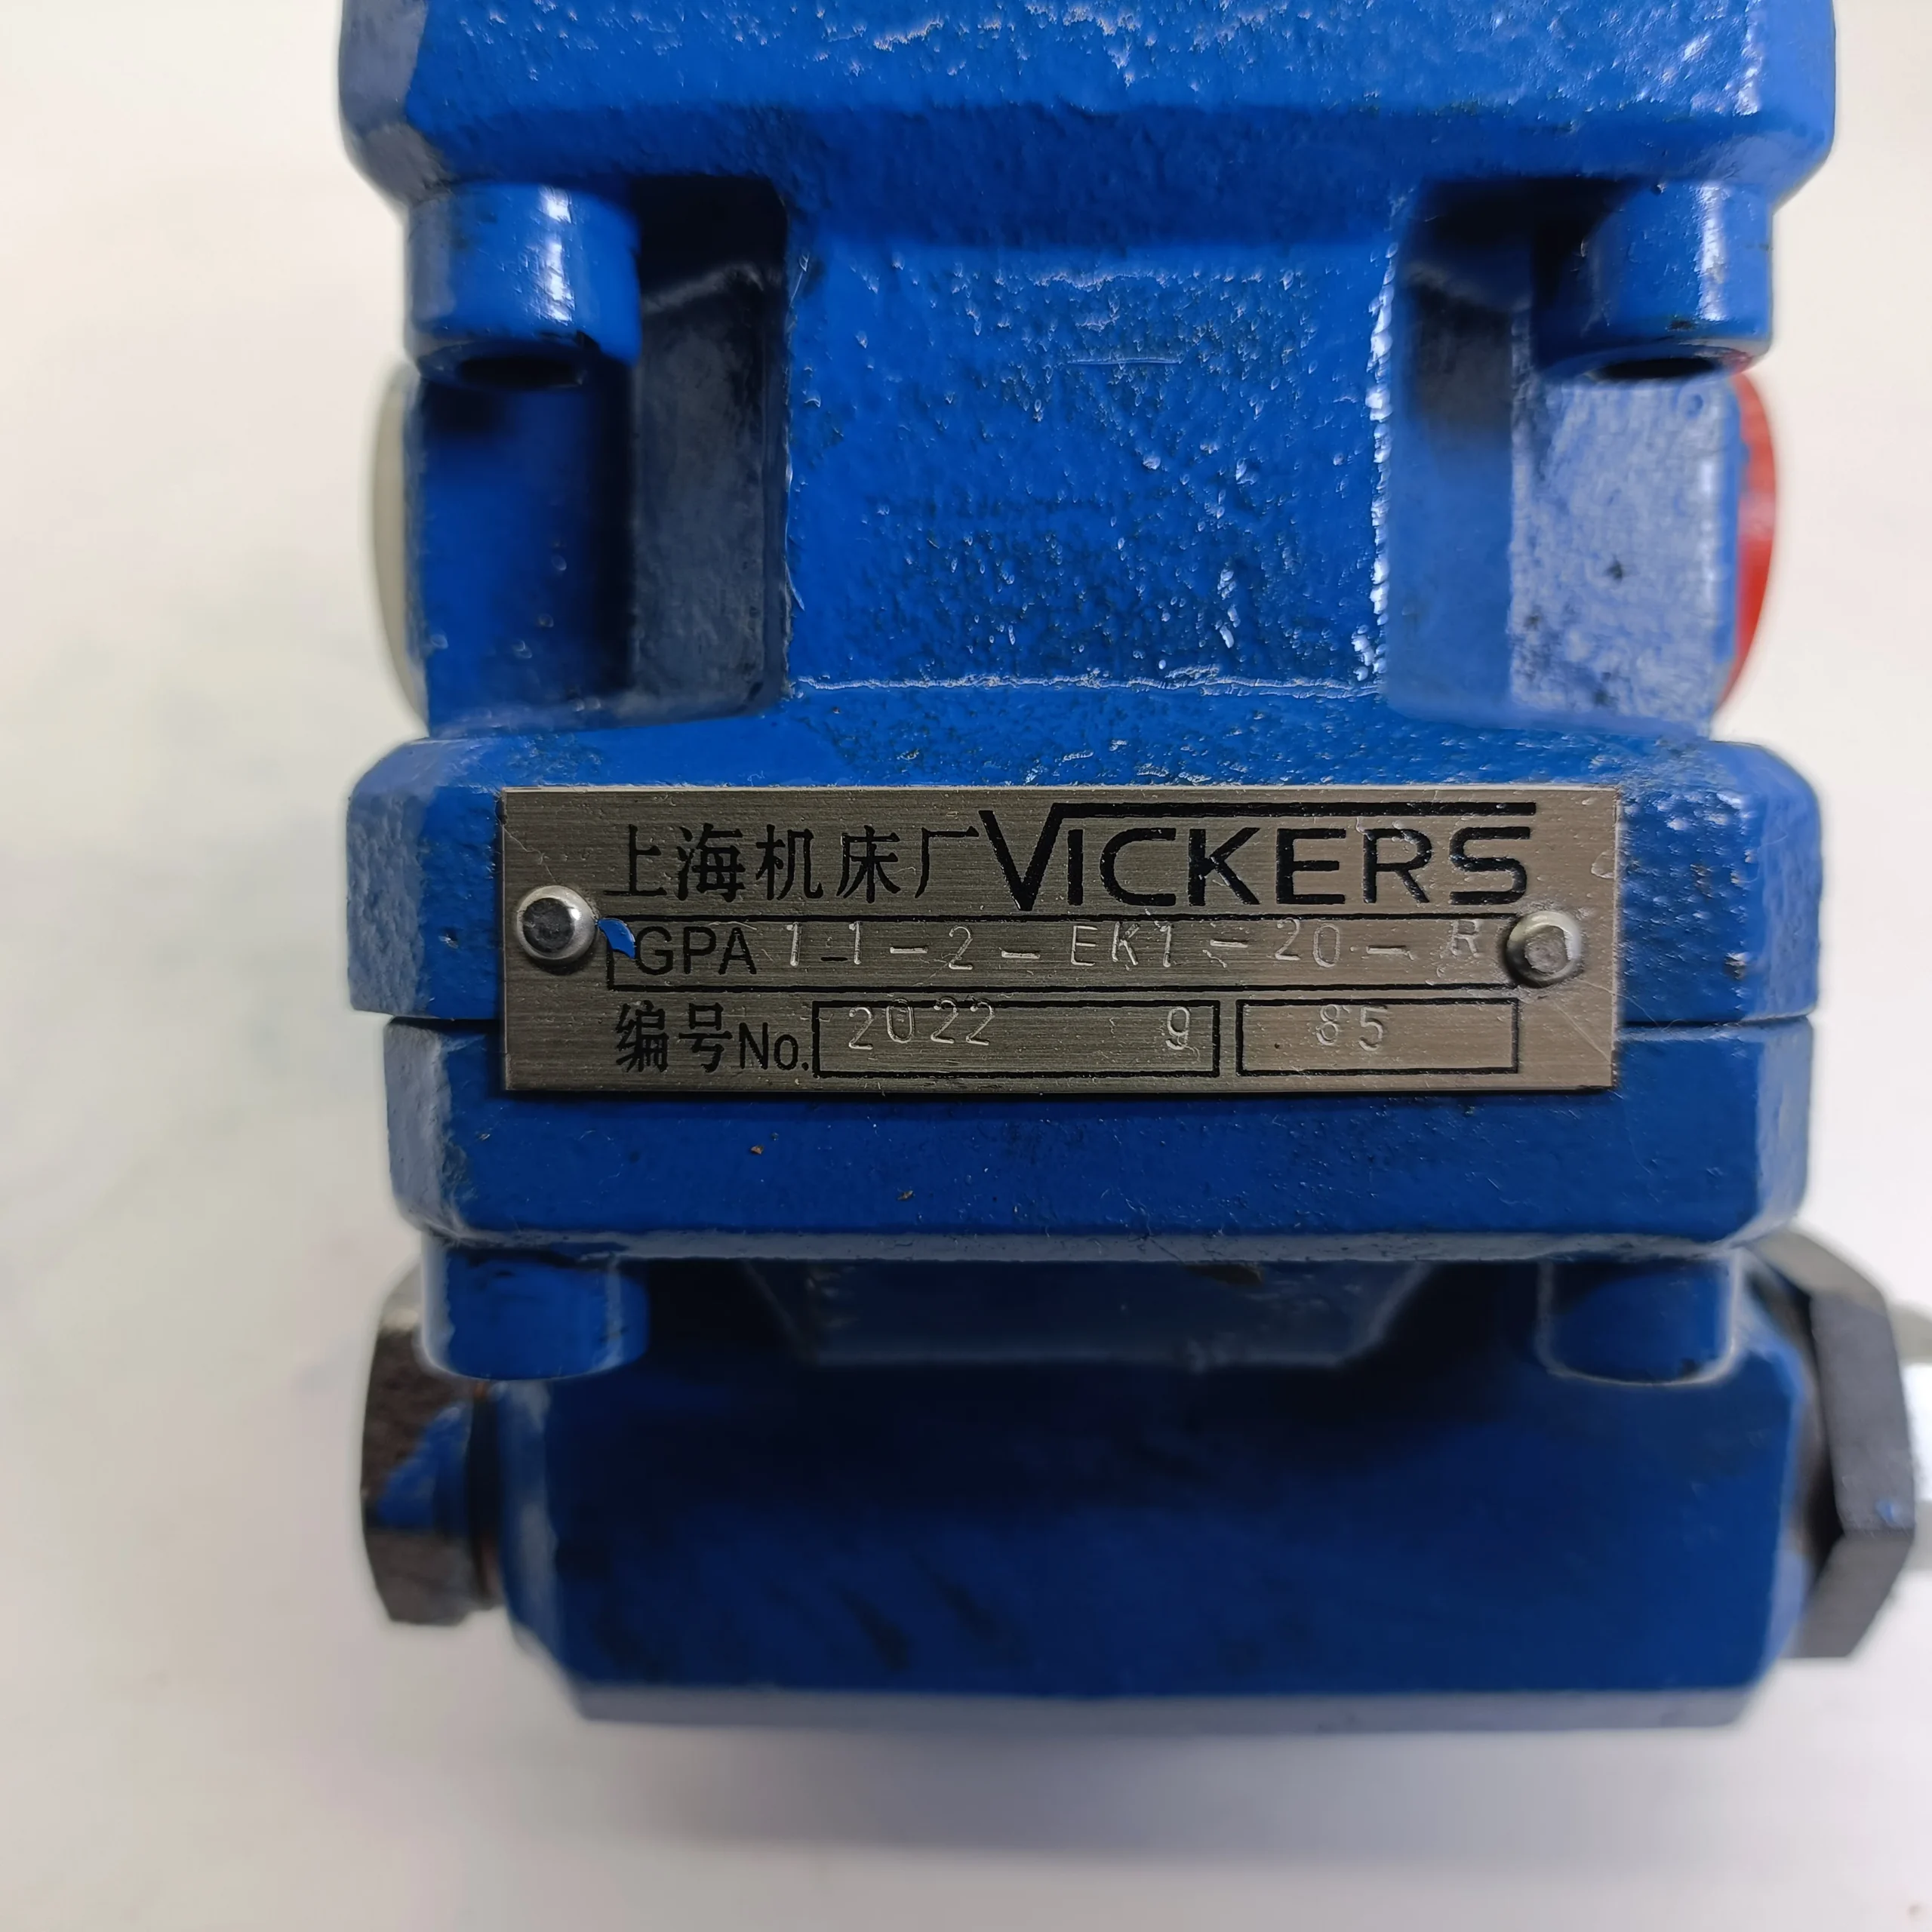 上海机床厂VICKERS
GPA 1-1-2-EK1-20-R
编号No. 2022 9 85